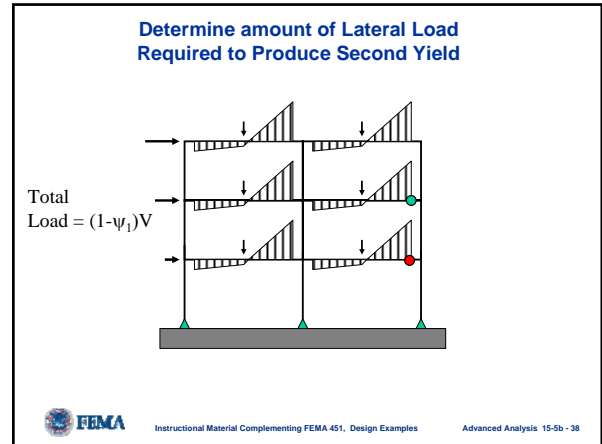 Determine amount of Lateral Load
Required to Produce Second Yield
Total
Load = (1-ψ₁)V
FEMA
Instructional Material Complementing FEMA 451, Design Examples
Advanced Analysis 15-5b - 38